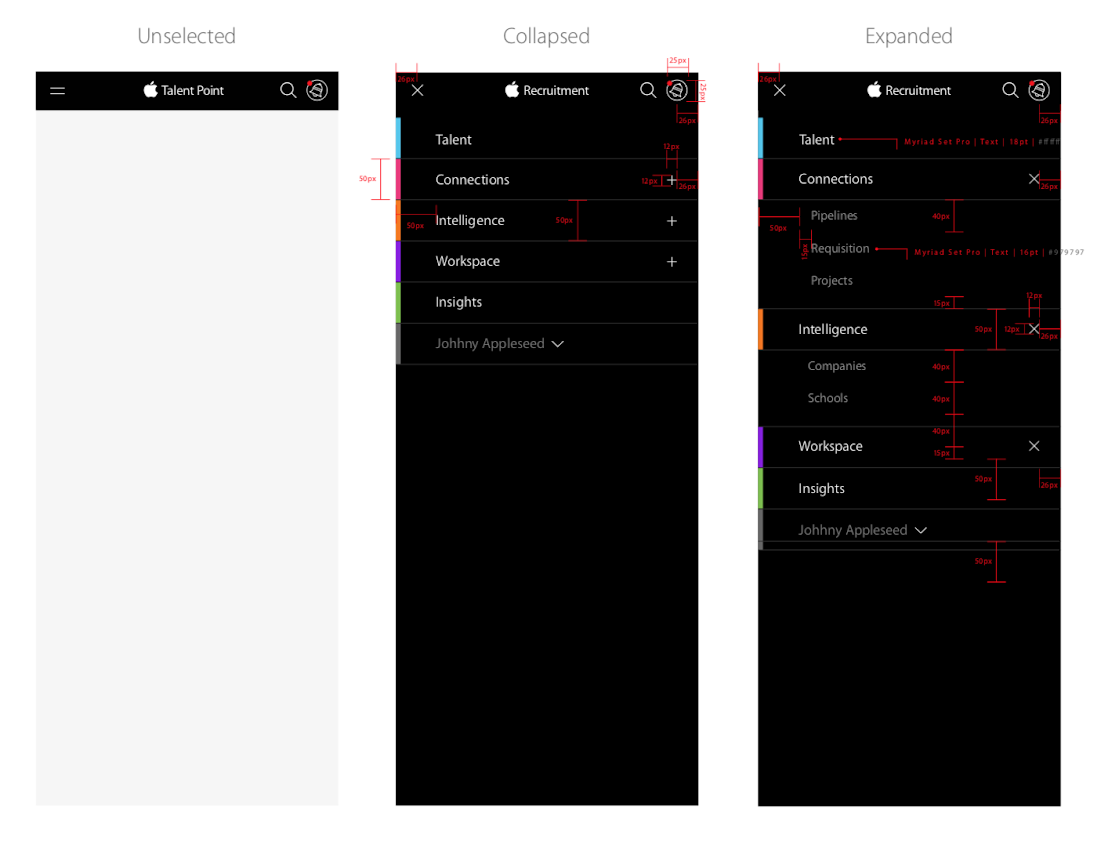 Unselected
Talent Point
Collapsed
25px
26px
Recruitment
25px
26px
Talent
12px
50px
Connections
12px
26px
Intelligence
50px
50px
Workspace
Insights
Johhny Appleseed
Expanded
26px
Recruitment
26px
Talent
Myriad Set Pro | Text | 18pt | #ffffff
Connections
26px
50px
Pipelines
40px
15px
Requisition
Myriad Set Pro | Text | 16pt | #979797
Projects
15px
12px
Intelligence
50px
12px
26px
Companies
40px
Schools
40px
40px
Workspace
15px
50px
26px
Insights
Johhny Appleseed
50px